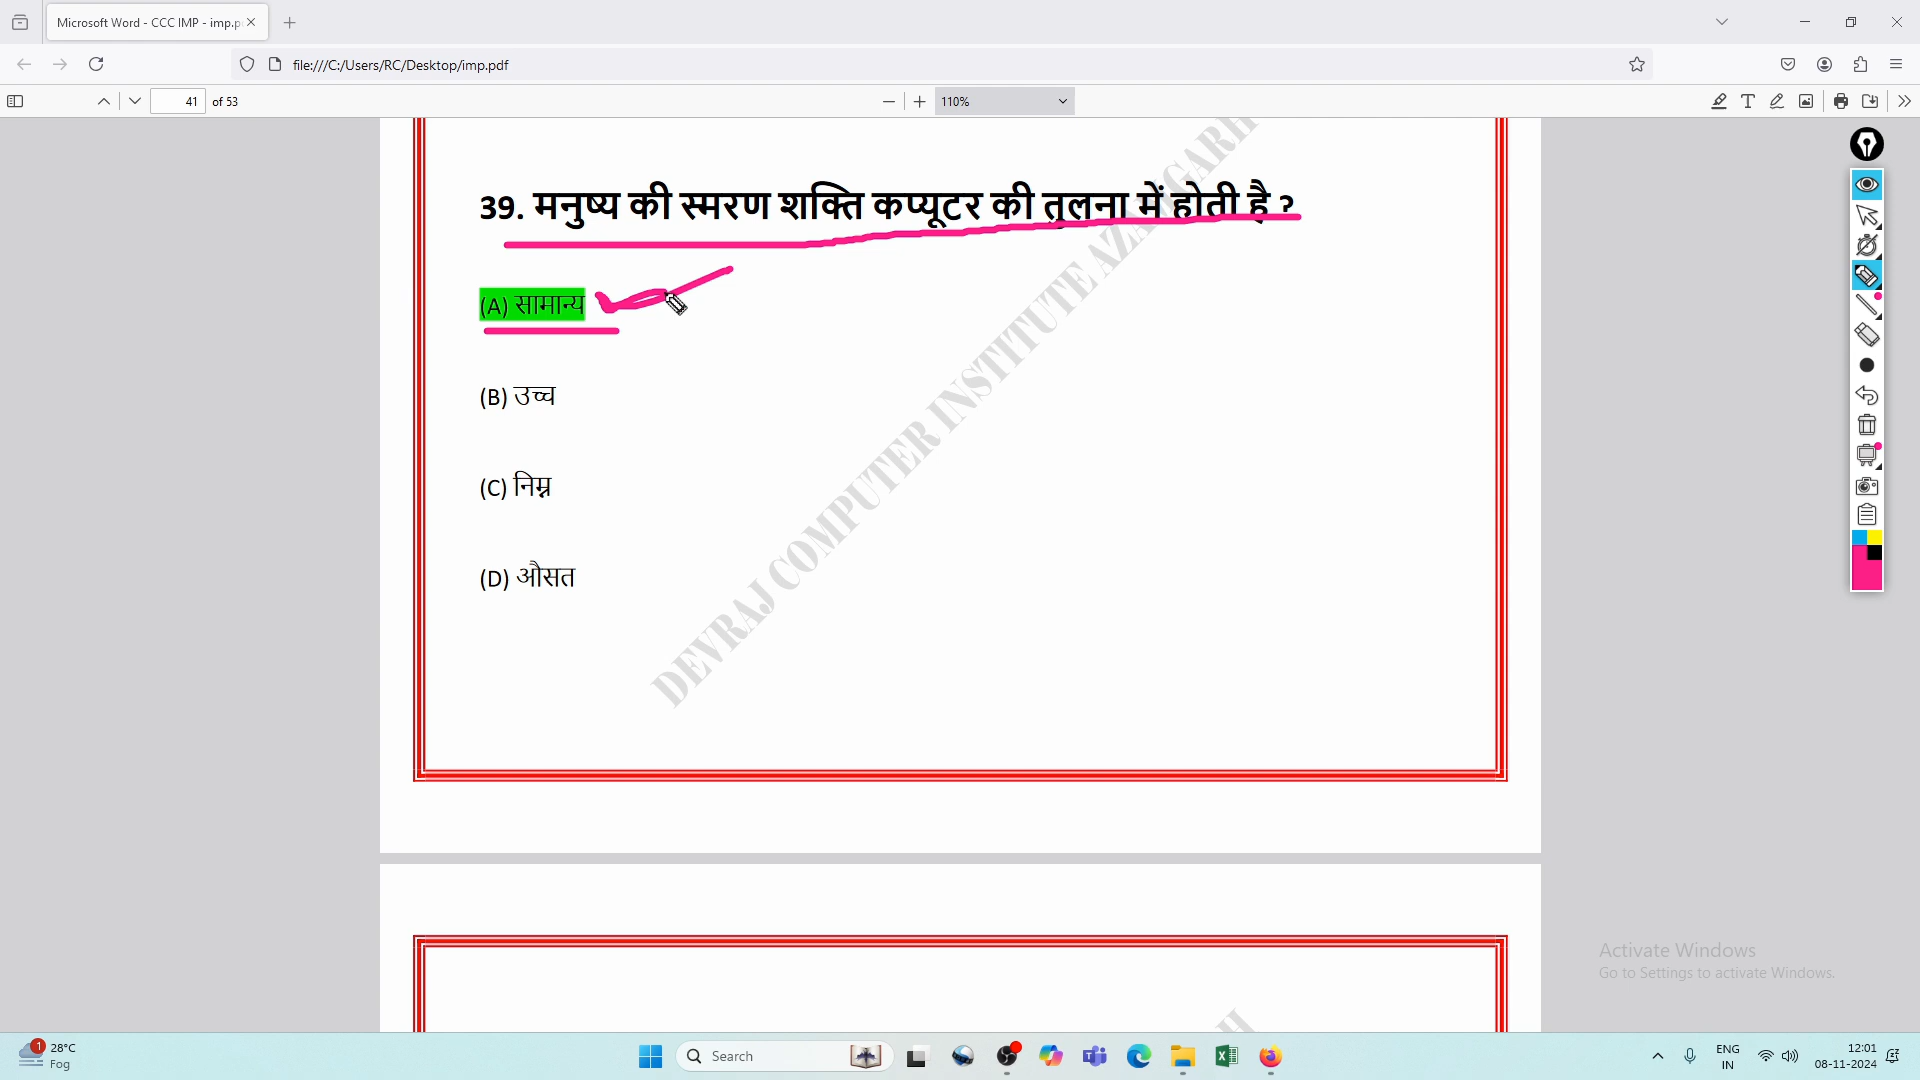 Microsoft Word - CCC IMP - imp.p
file:///C:/Users/RC/Desktop/imp.pdf
41 of 53
110%
39. मनुष्य की स्मरण शक्ति कप्यूटर की तुलना में होती है ?
(A) सामान्य
(B) उच्च
(C) निम्न
(D) औसत
DEVRAJ COMPUTER INSTITUTE AZAMGARH
H
Activate Windows
Go to Settings to activate Windows.
1
28°C
Fog
Search
ENG
IN
12:01
08-11-2024